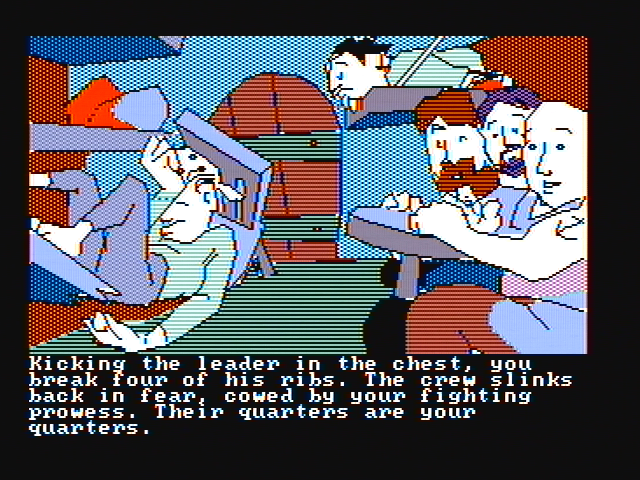 Kicking the leader in the chest, you
break four of his ribs. The crew slinks
back in fear, cowed by your fighting
prowess. Their quarters are your
quarters.